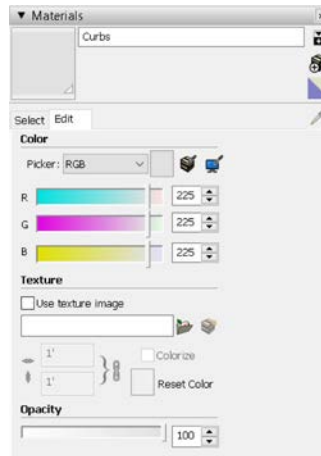 ▼ Materials
Curbs
Select Edit
Color
Picker: RGB
R 225
G 225
B 225
Texture
Use texture image
1'
Colorize
1'
Reset Color
Opacity
100